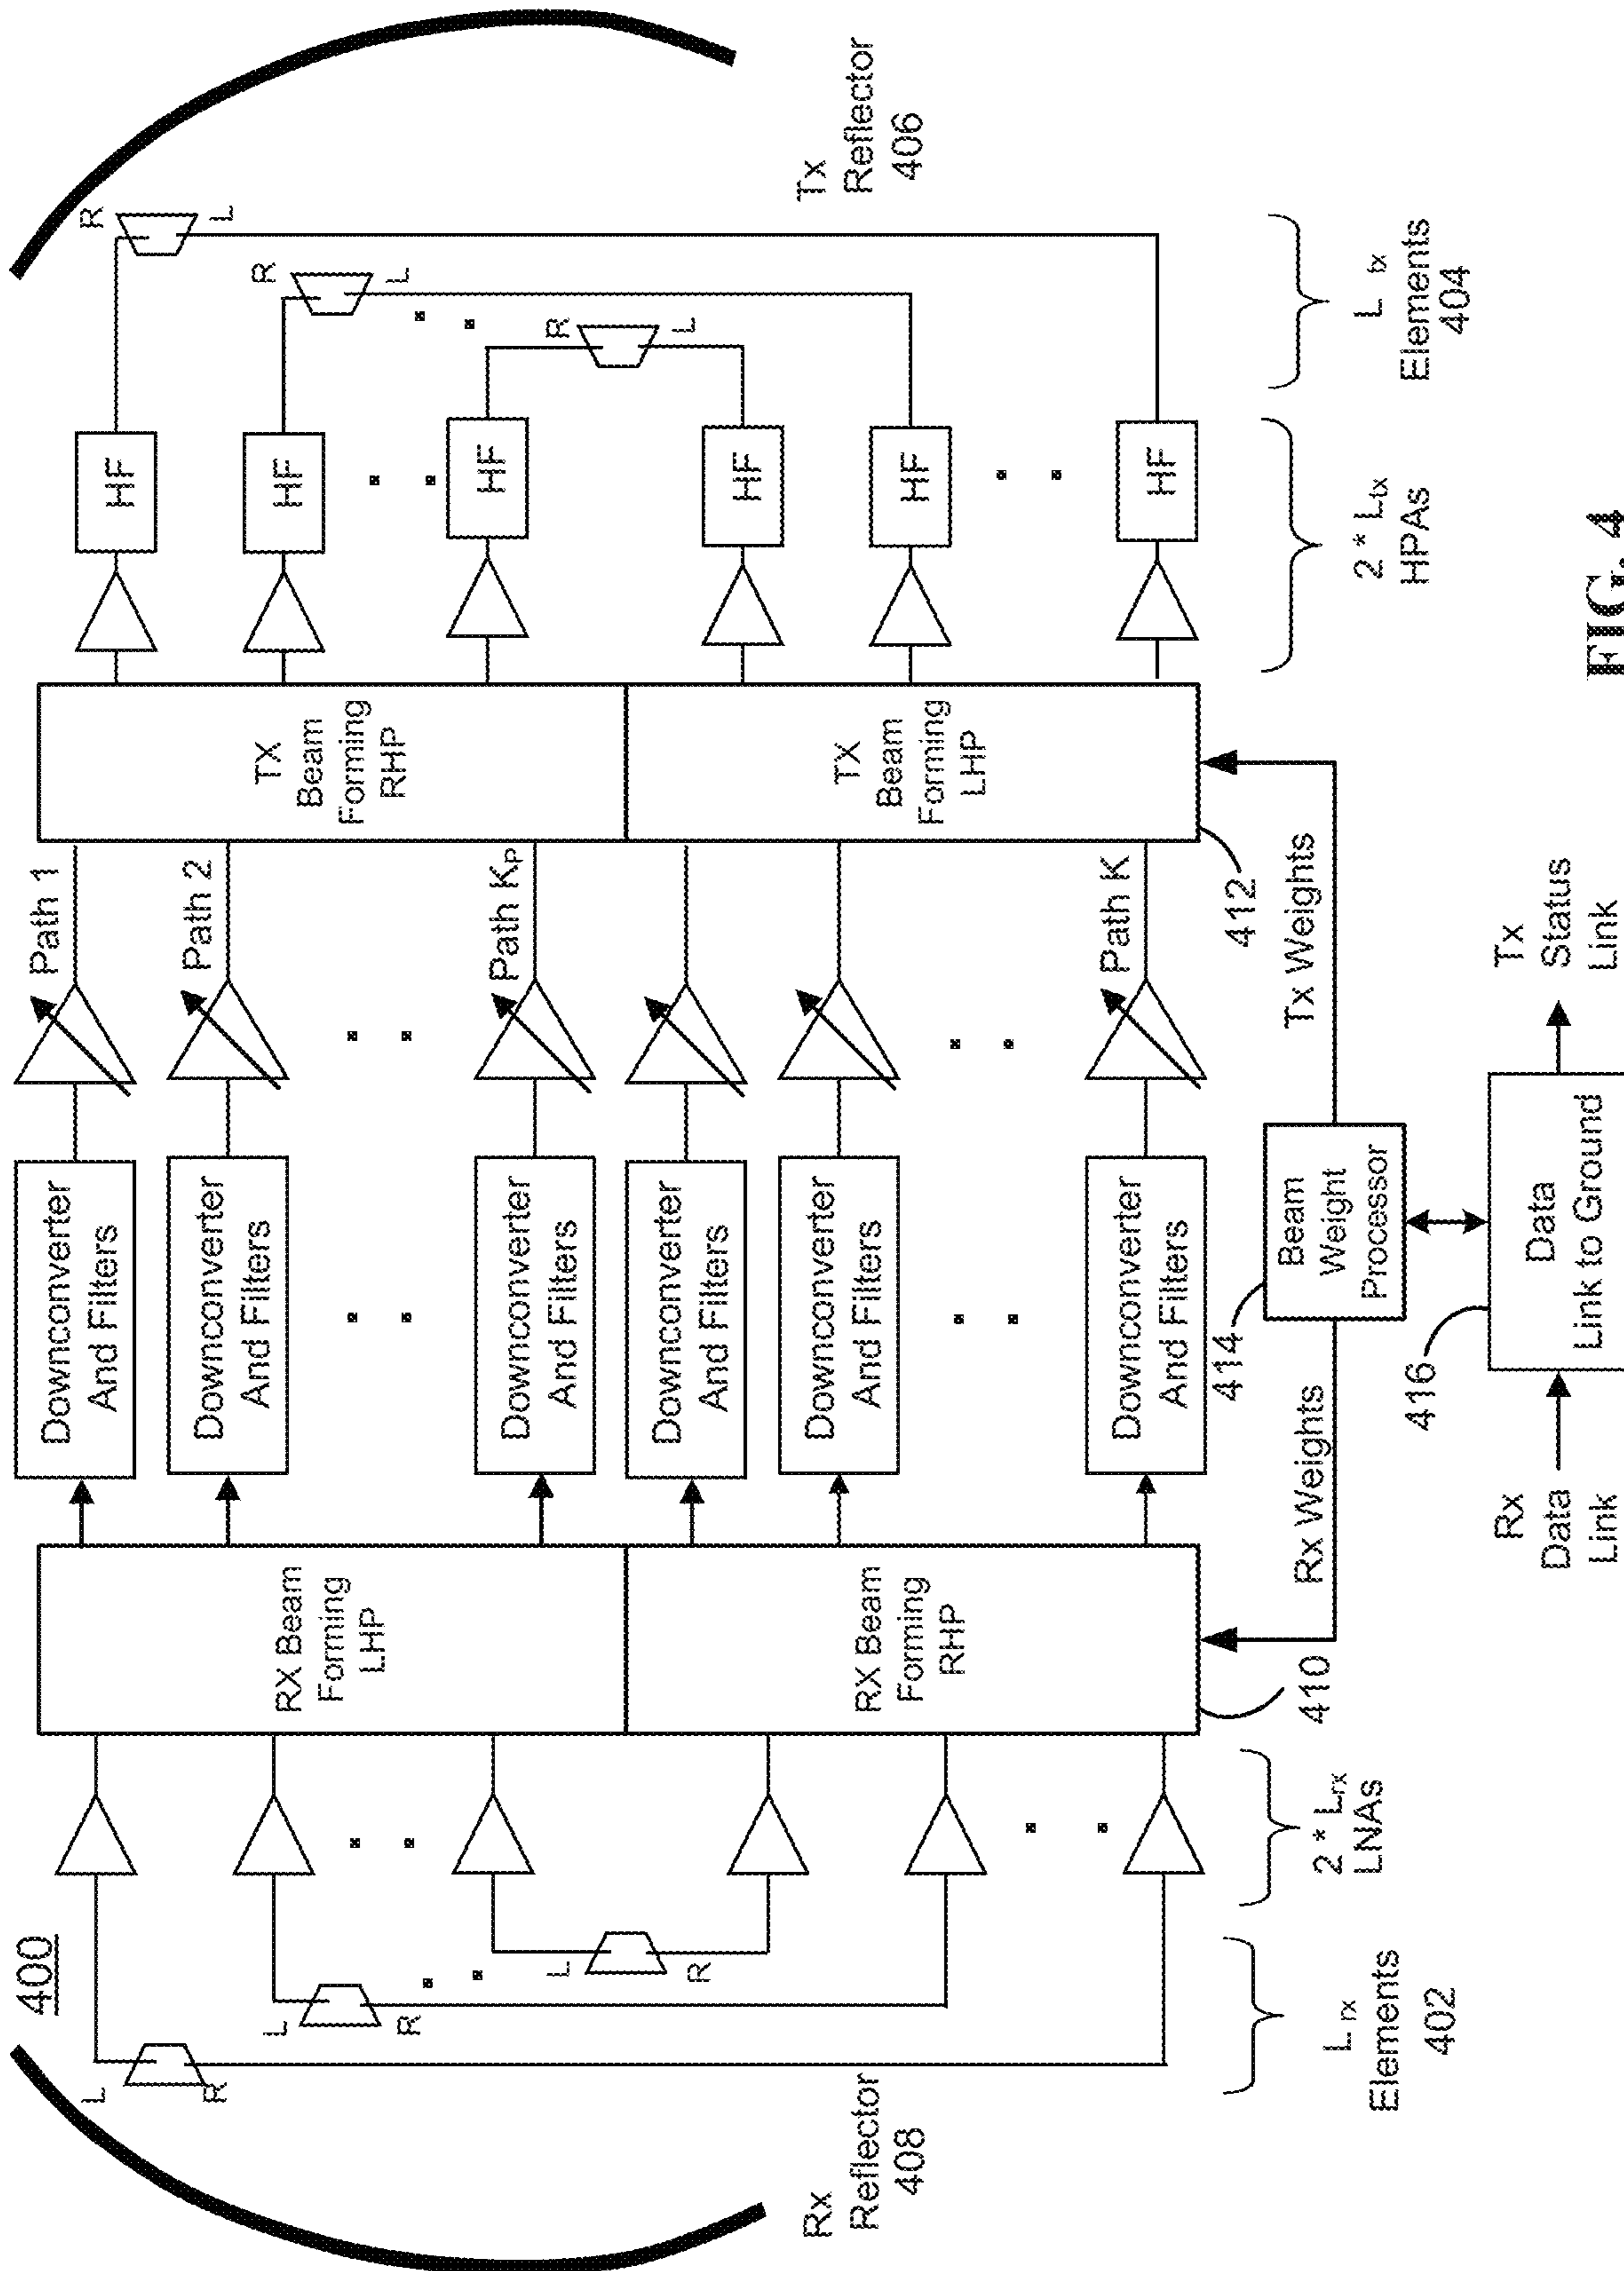 400
Rx
Reflector
408
L
R
L
R
L
R
L rx
Elements
402
2 * Lrx
LNAs
RX Beam
Forming
LHP
RX Beam
Forming
RHP
410
Downconverter
And Filters
Downconverter
And Filters
Downconverter
And Filters
Downconverter
And Filters
Downconverter
And Filters
Downconverter
And Filters
Path 1
Path 2
Path KP
Path K
TX
Beam
Forming
RHP
TX
Beam
Forming
LHP
412
Rx Weights
414
Beam
Weight
Processor
Tx Weights
Rx
Data
Link
416
Data
Link to Ground
Tx
Status
Link
HF
HF
HF
HF
HF
HF
2 * Ltx
HPAs
R
L
R
L
R
L
L tx
Elements
404
Tx
Reflector
406
FIG. 4